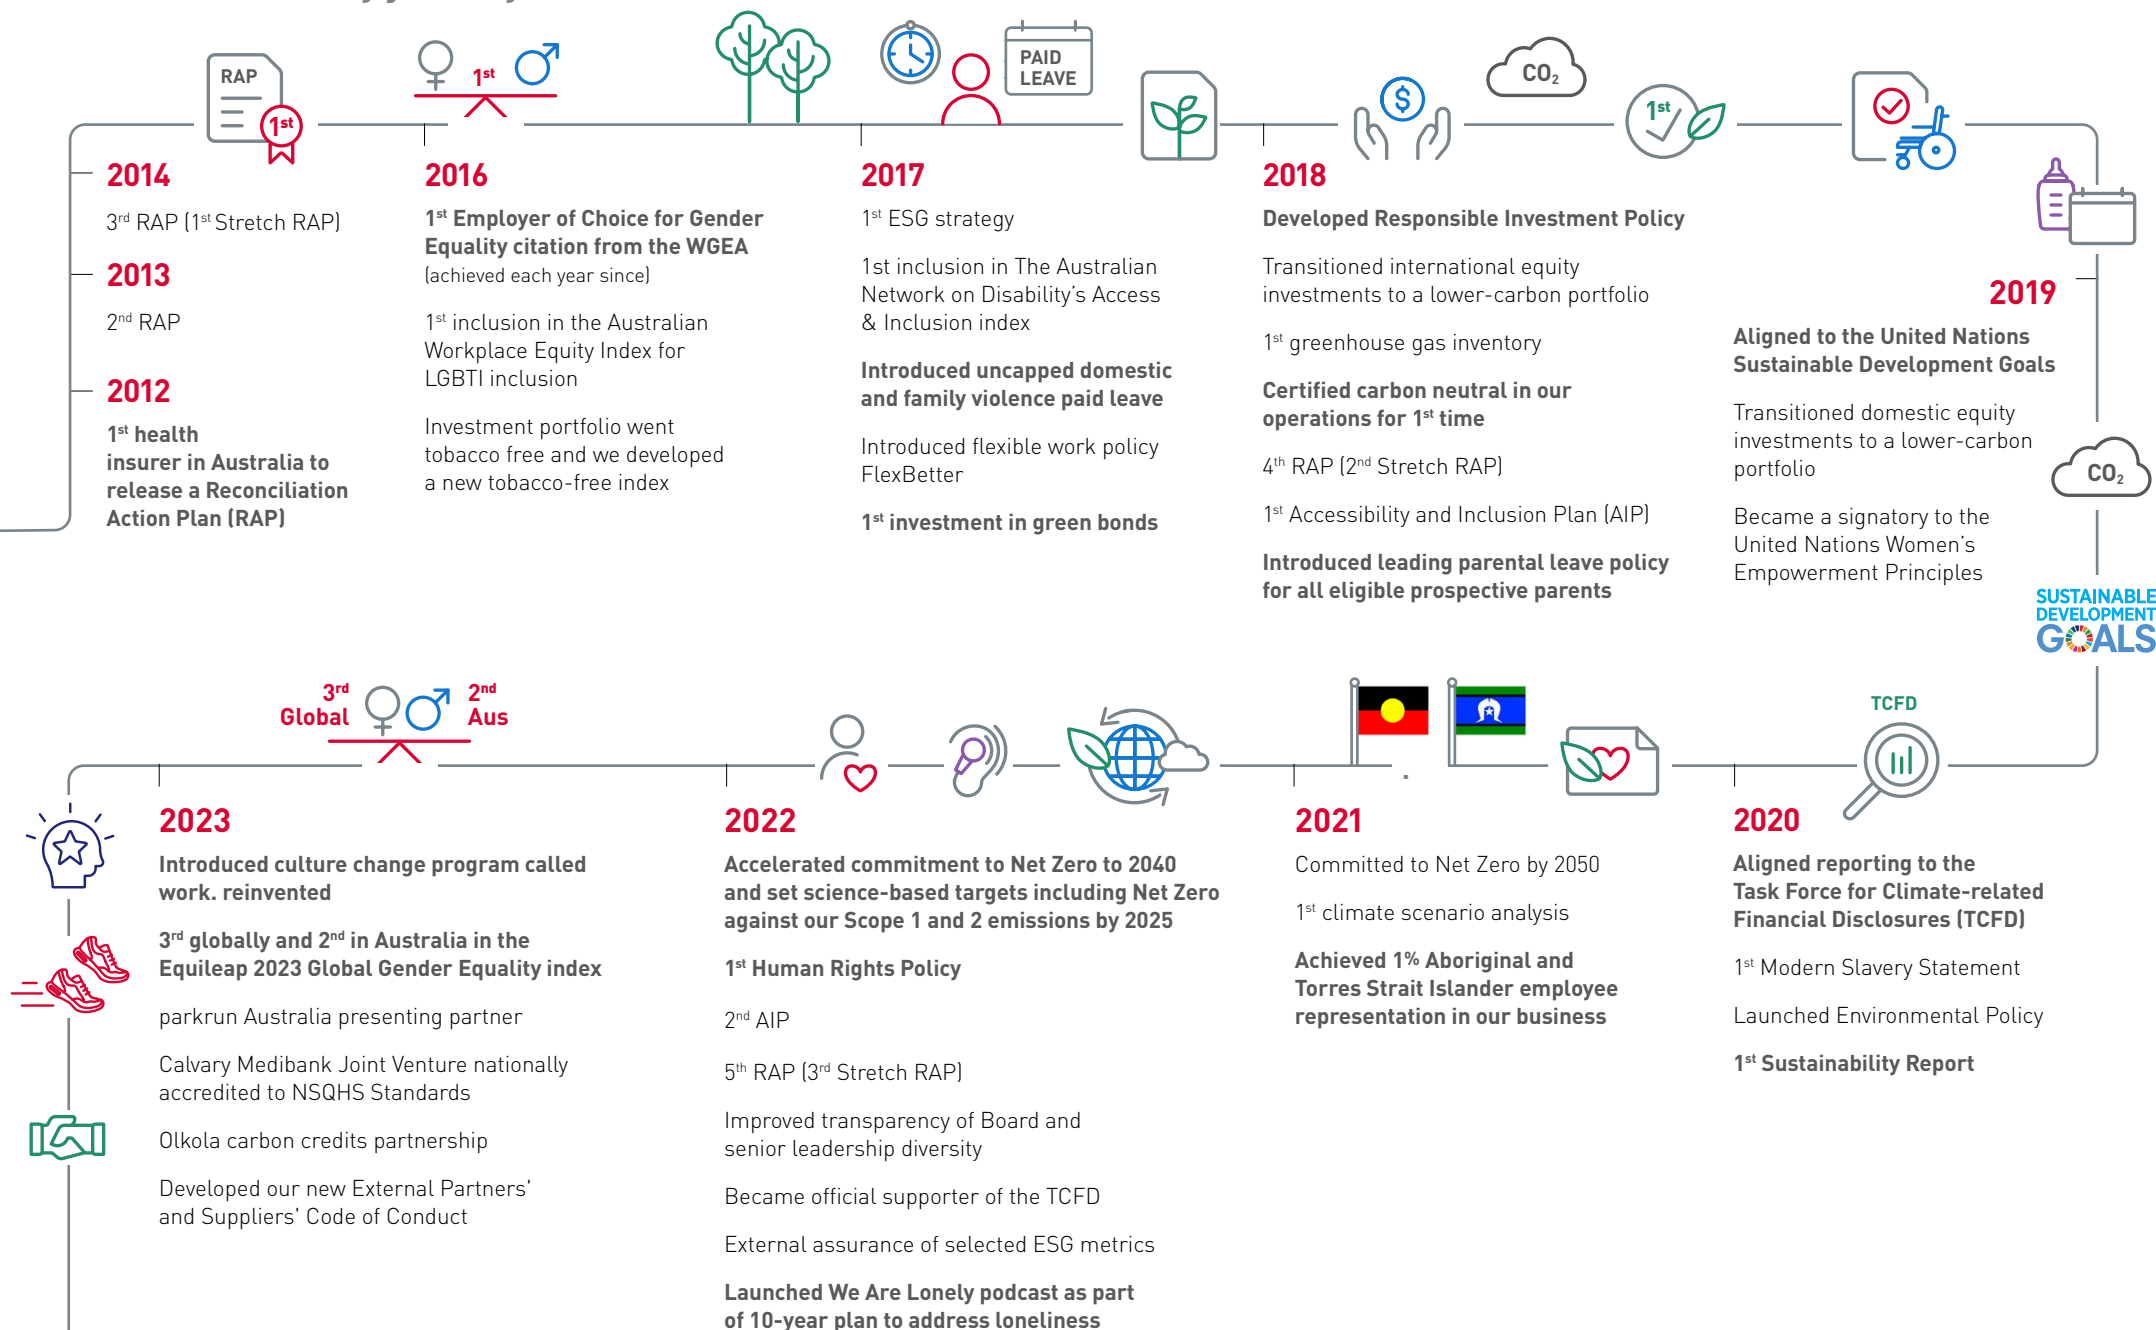 RAP
1st
2014
3rd RAP (1st Stretch RAP)
2013
2nd RAP
2012
1st health
insurer in Australia to
release a Reconciliation
Action Plan (RAP)
1st
2016
1st Employer of Choice for Gender
Equality citation from the WGEA
(achieved each year since)
1st inclusion in the Australian
Workplace Equity Index for
LGBTI inclusion
Investment portfolio went
tobacco free and we developed
a new tobacco-free index
PAID
LEAVE
2017
1st ESG strategy
1st inclusion in The Australian
Network on Disability's Access
& Inclusion index
Introduced uncapped domestic
and family violence paid leave
Introduced flexible work policy
FlexBetter
1st investment in green bonds
$
CO2
1st
2018
Developed Responsible Investment Policy
Transitioned international equity
investments to a lower-carbon portfolio
1st greenhouse gas inventory
Certified carbon neutral in our
operations for 1st time
4th RAP (2nd Stretch RAP)
1st Accessibility and Inclusion Plan (AIP)
Introduced leading parental leave policy
for all eligible prospective parents
2019
Aligned to the United Nations
Sustainable Development Goals
Transitioned domestic equity
investments to a lower-carbon
portfolio
Became a signatory to the
United Nations Women's
Empowerment Principles
CO2
SUSTAINABLE
DEVELOPMENT
GOALS
TCFD
2020
Aligned reporting to the
Task Force for Climate-related
Financial Disclosures (TCFD)
1st Modern Slavery Statement
Launched Environmental Policy
1st Sustainability Report
2021
Committed to Net Zero by 2050
1st climate scenario analysis
Achieved 1% Aboriginal and
Torres Strait Islander employee
representation in our business
2022
Accelerated commitment to Net Zero to 2040
and set science-based targets including Net Zero
against our Scope 1 and 2 emissions by 2025
1st Human Rights Policy
2nd AIP
5th RAP (3rd Stretch RAP)
Improved transparency of Board and
senior leadership diversity
Became official supporter of the TCFD
External assurance of selected ESG metrics
Launched We Are Lonely podcast as part
of 10-year plan to address loneliness
3rd
Global
2nd
Aus
2023
Introduced culture change program called
work. reinvented
3rd globally and 2nd in Australia in the
Equileap 2023 Global Gender Equality index
parkrun Australia presenting partner
Calvary Medibank Joint Venture nationally
accredited to NSQHS Standards
Olkola carbon credits partnership
Developed our new External Partners'
and Suppliers' Code of Conduct